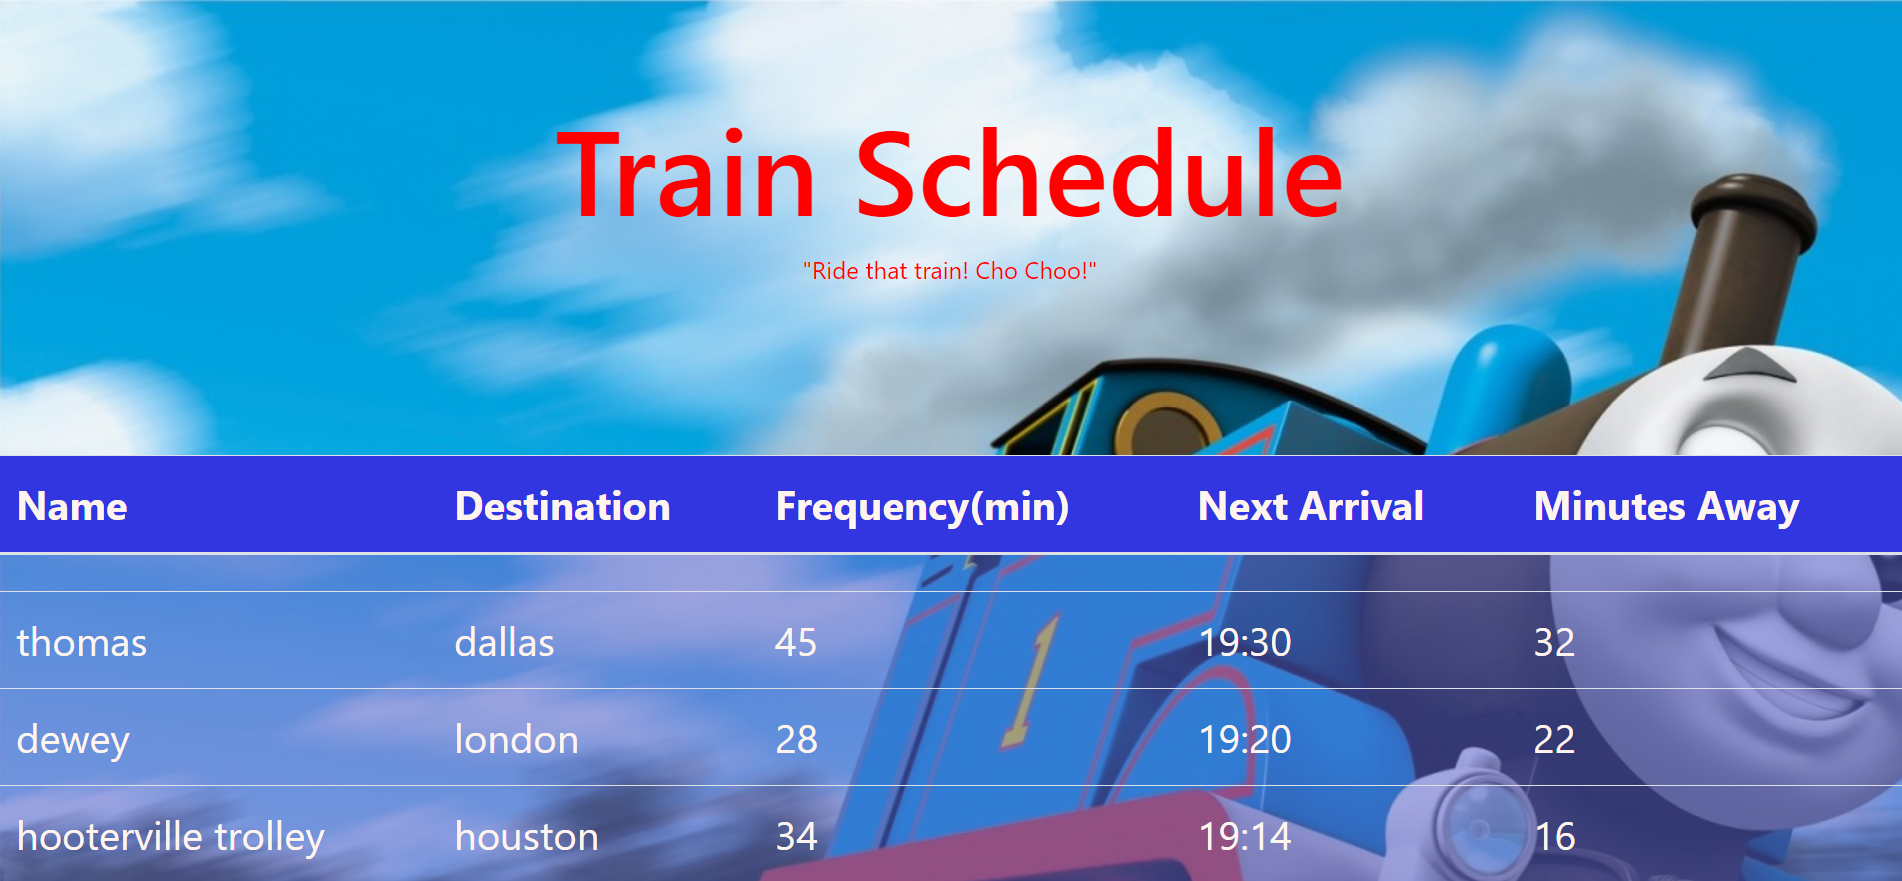 Train Schedule
"Ride that train! Cho Choo!"
Name Destination Frequency(min) Next Arrival Minutes Away
thomas dallas 45 19:30 32
dewey london 28 19:20 22
hooterville trolley houston 34 19:14 16
1